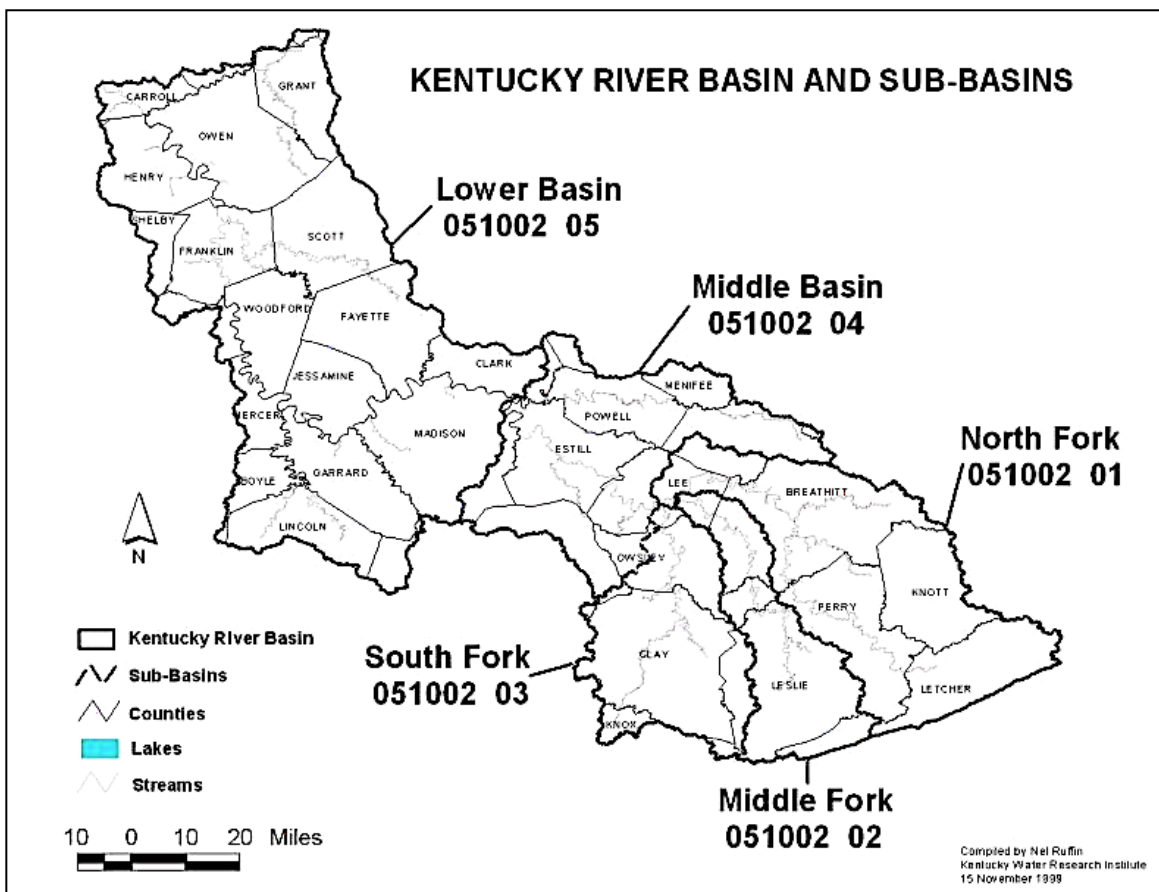 KENTUCKY RIVER BASIN AND SUB-BASINS
CARROLL
GRANT
OWEN
HENRY
SHELBY
FRANKLIN
SCOTT
Lower Basin
051002 05
WOODFORD
FAYETTE
Middle Basin
051002 04
JESSAMINE
CLARK
MENIFEE
MERCER
MADISON
POWELL
ESTILL
North Fork
051002 01
BOYLE
GARRARD
LEE
BREATHITT
LINCOLN
N
OWSLEY
PERRY
KNOTT
South Fork
051002 03
CLAY
LESLIE
LETCHER
KNOX
Middle Fork
051002 02
Kentucky River Basin
Sub-Basins
Counties
Lakes
Streams
10 0 10 20 Miles
Compiled by Nel Ruffin
Kentucky Water Research Institute
15 November 1999